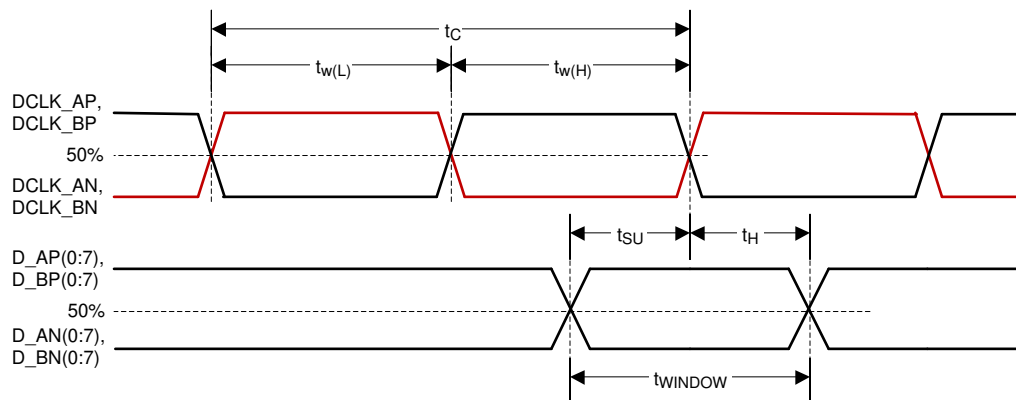 tC
tw(L)
tw(H)
DCLK_AP,
DCLK_BP
50%
DCLK_AN,
DCLK_BN
tSU
tH
D_AP(0:7),
D_BP(0:7)
50%
D_AN(0:7),
D_BN(0:7)
tWINDOW